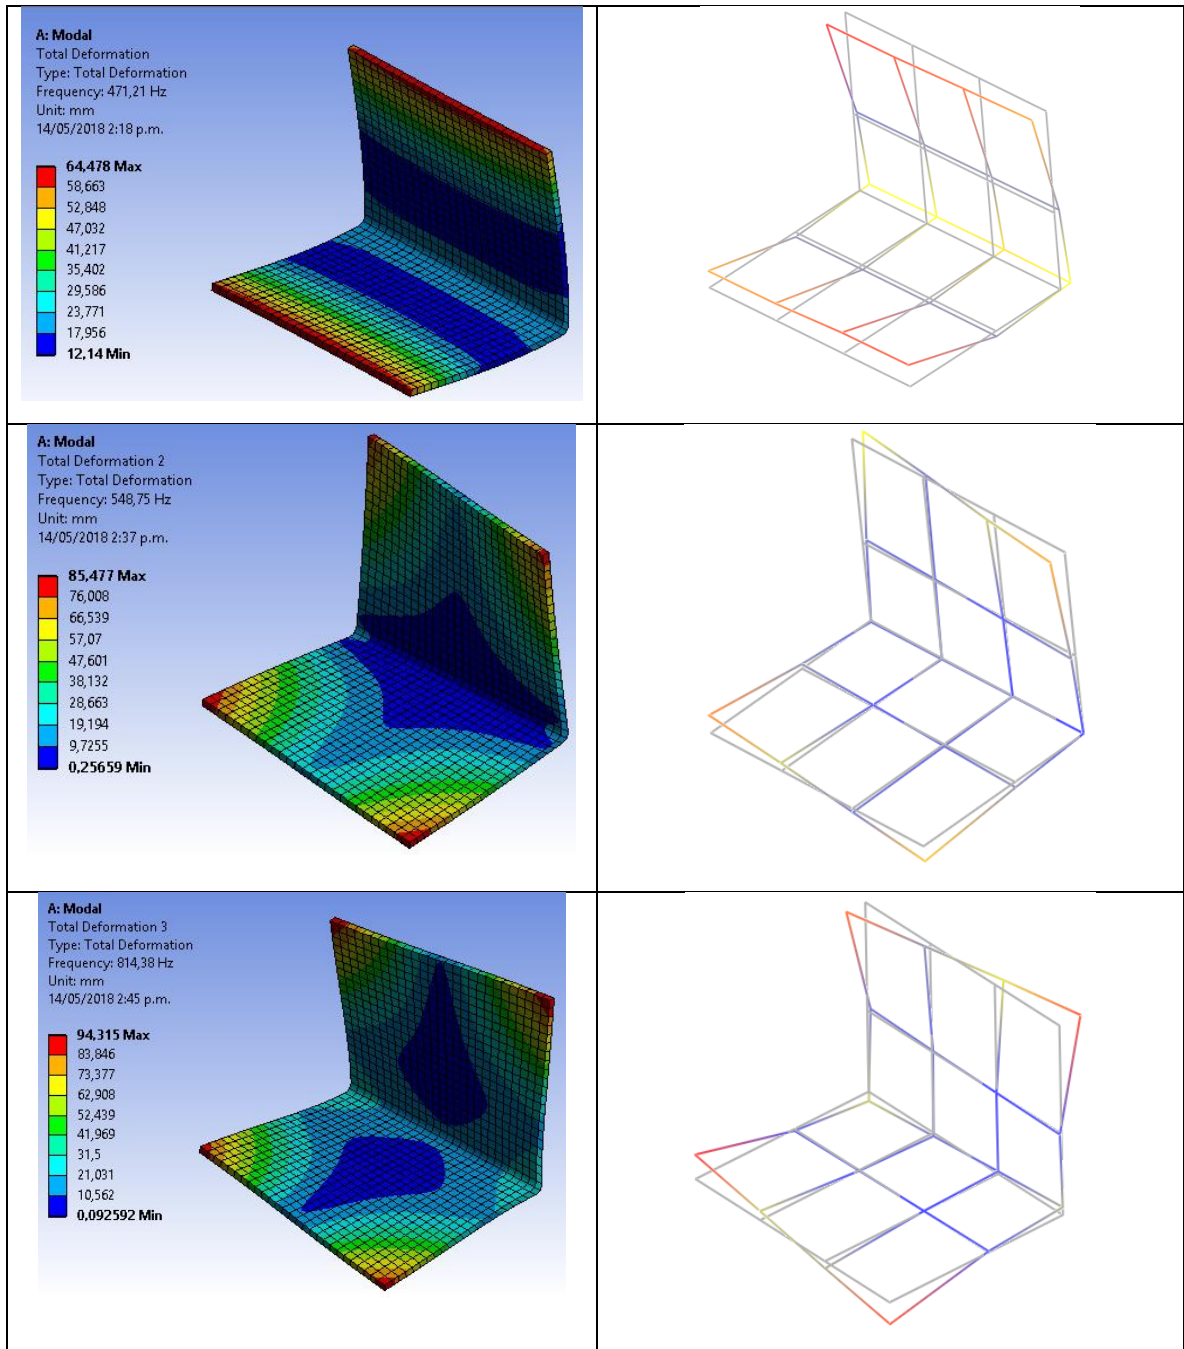 A: Modal
Total Deformation
Type: Total Deformation
Frequency: 471,21 Hz
Unit: mm
14/05/2018 2:18 p.m.
64,478 Max
58,663
52,848
47,032
41,217
35,402
29,586
23,771
17,956
12,14 Min
A: Modal
Total Deformation 2
Type: Total Deformation
Frequency: 548,75 Hz
Unit: mm
14/05/2018 2:37 p.m.
85,477 Max
76,008
66,539
57,07
47,601
38,132
28,663
19,194
9,7255
0,25659 Min
A: Modal
Total Deformation 3
Type: Total Deformation
Frequency: 814,38 Hz
Unit: mm
14/05/2018 2:45 p.m.
94,315 Max
83,846
73,377
62,908
52,439
41,969
31,5
21,031
10,562
0,092592 Min